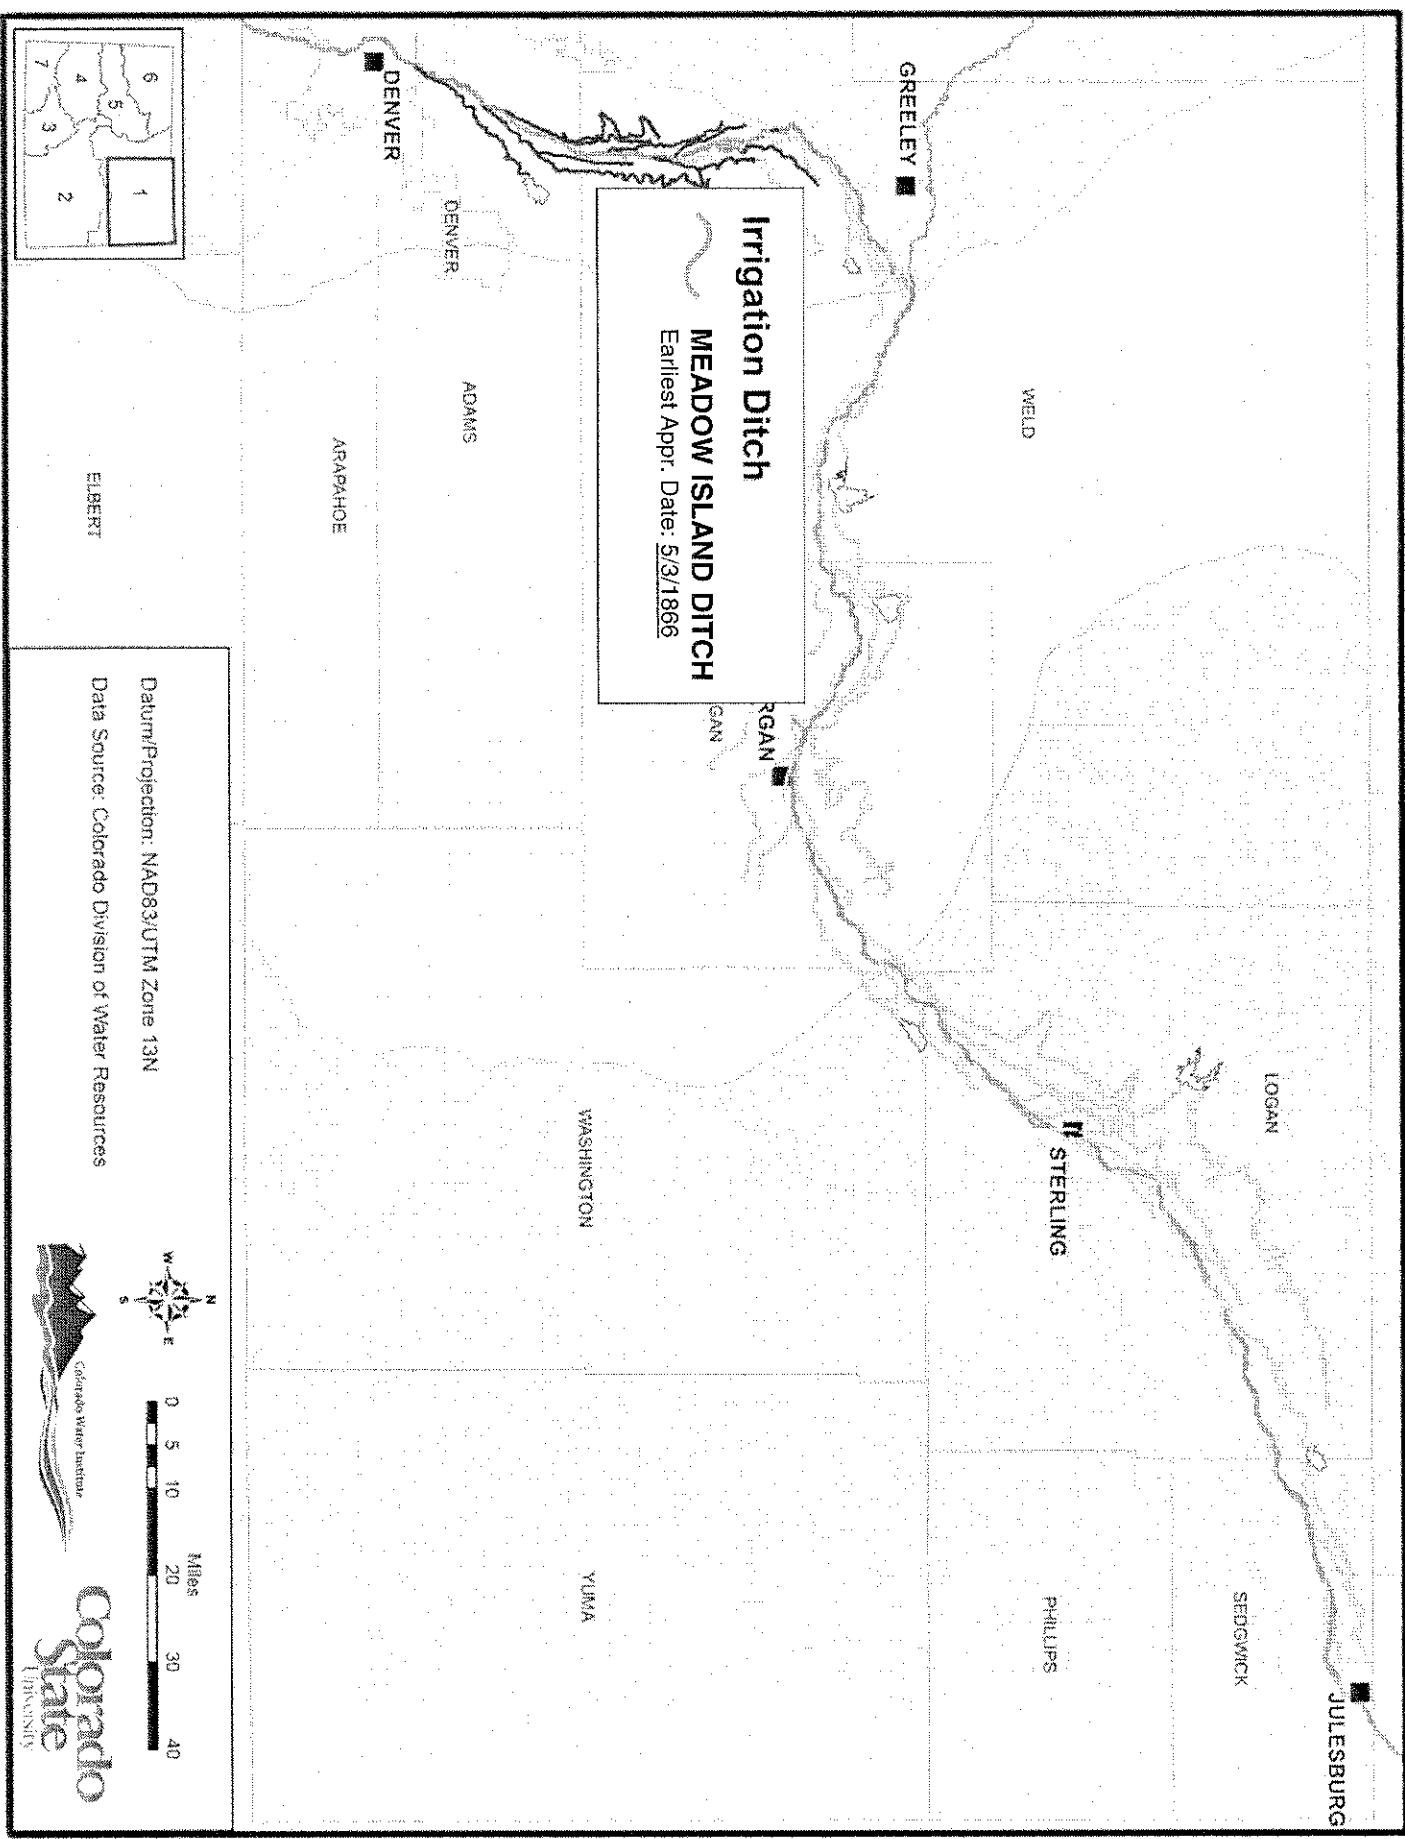 JULESBURG
SEDGWICK
LOGAN
PHILLIPS
STERLING
WELD
GREELEY
RGAN
GAN
Irrigation Ditch
MEADOW ISLAND DITCH
Earliest Appr. Date: 5/3/1866
WASHINGTON
YUMA
DENVER
DENVER
ADAMS
ARAPAHOE
ELBERT
6
5
4
7
3
1
2
Datum/Projection: NAD83/UTM Zone 13N
Data Source: Colorado Division of Water Resources
N
W
E
S
Miles
0 5 10 20 30 40
Colorado Water Institute
Colorado
State
University